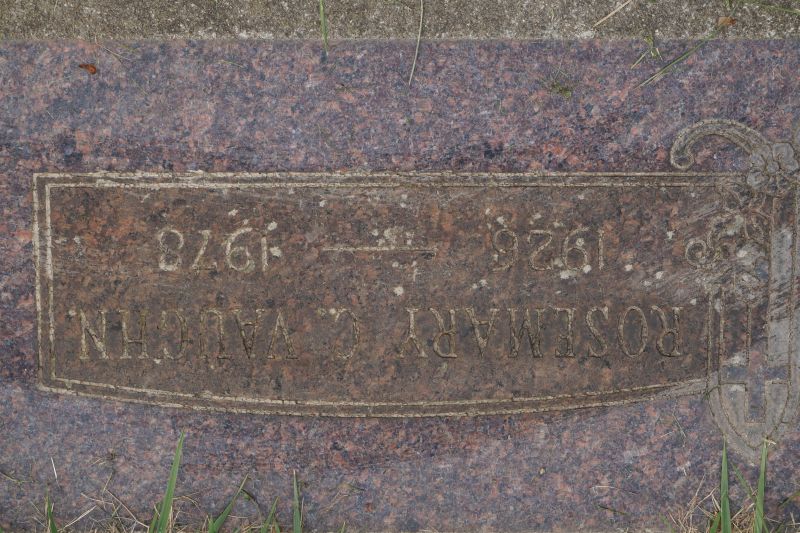 ROSEMARY C. VAUGHN
1926 — 1978